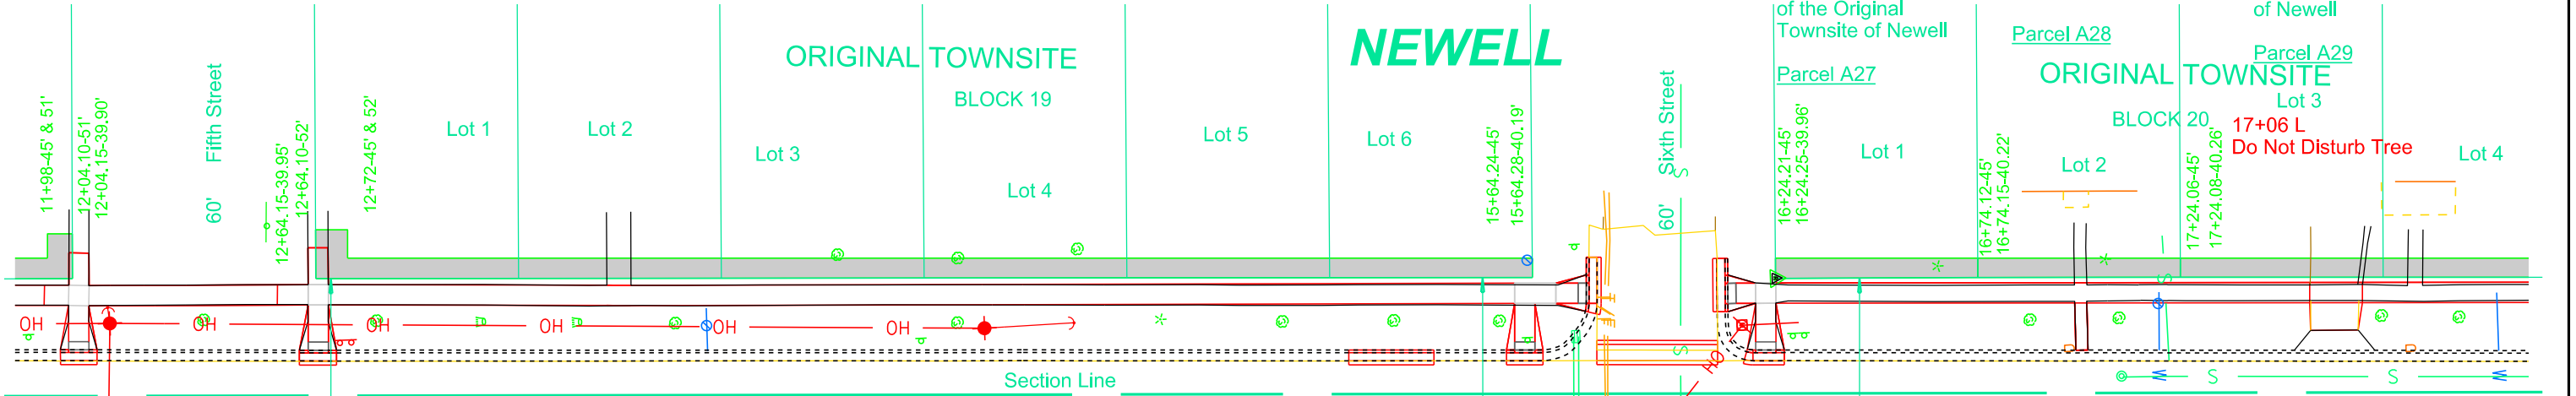 of the Original
Townsite of Newell
Parcel A27
Parcel A28
of Newell
Parcel A29
NEWELL
ORIGINAL TOWNSITE
BLOCK 19
ORIGINAL TOWNSITE
BLOCK 20
Lot 3
17+06 L
Do Not Disturb Tree
Lot 1
Lot 2
Lot 3
Lot 4
Lot 5
Lot 6
Lot 1
Lot 2
Lot 4
11+98-45' & 51'
12+04.10-51'
12+04.15-39.90'
Fifth Street
60'
12+64.15-39.95'
12+64.10-52'
12+72-45' & 52'
15+64.24-45'
15+64.28-40.19'
Sixth Street
60'
S
16+24.21-45'
16+24.25-39.96'
16+74.12-45'
16+74.15-40.22'
17+24.06-45'
17+24.08-40.26'
S
OH
OH
OH
OH
OH
OH
OH
S
Section Line
W
S
S
W